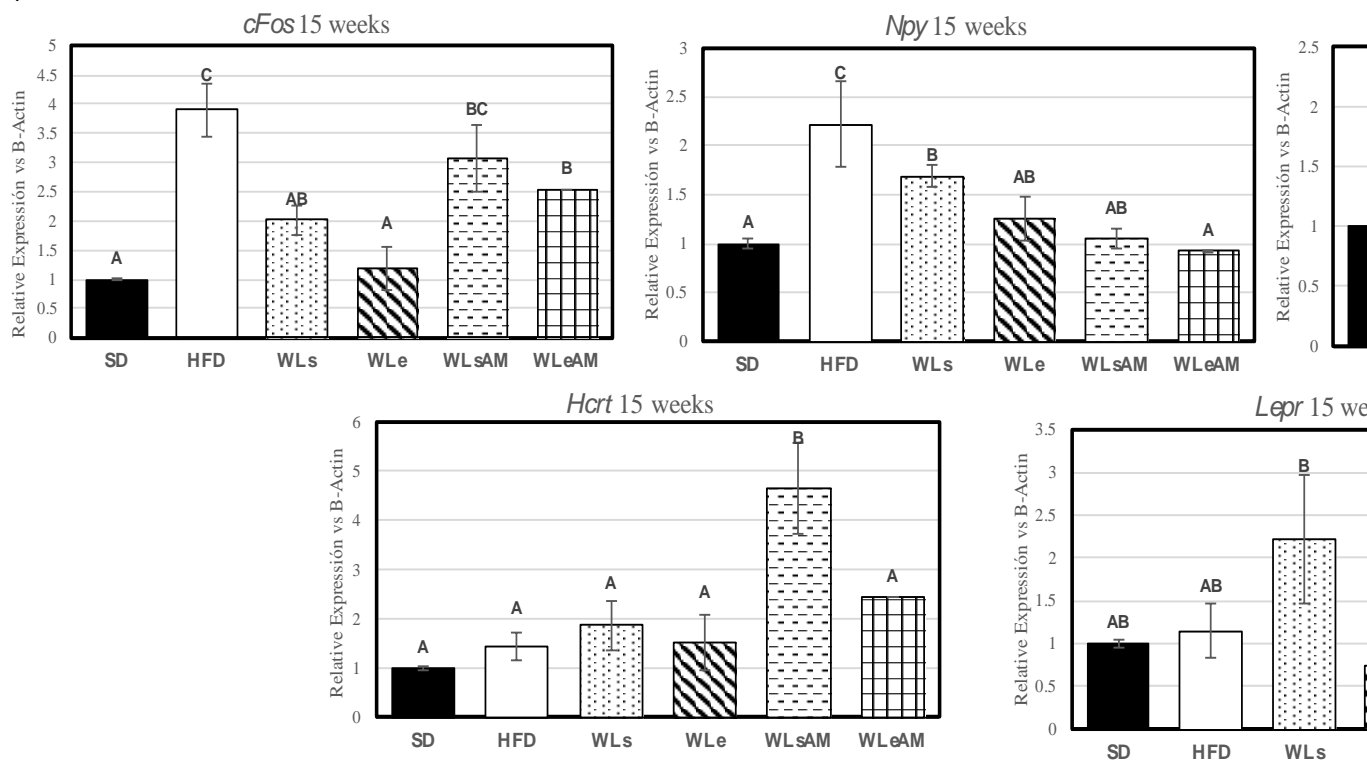 cFos 15 weeks
Relative Expressión vs B-Actin
5
4.5
4
3.5
3
2.5
2
1.5
1
0.5
0
A
C
AB
A
BC
B
SD HFD WLs WLe WLsAM WLeAM
Npy 15 weeks
Relative Expressión vs B-Actin
3
2.5
2
1.5
1
0.5
0
A
C
B
AB
AB
A
SD HFD WLs WLe WLsAM WLeAM
Relative Expressión vs B-Actin
2.5
2
1.5
1
0.5
0
Hcrt 15 weeks
Relative Expressión vs B-Actin
6
5
4
3
2
1
0
A
A
A
A
B
A
SD HFD WLs WLe WLsAM WLeAM
Lepr 15 we
Relative Expressión vs B-Actin
3.5
3
2.5
2
1.5
1
0.5
0
AB
AB
B
SD HFD WLs